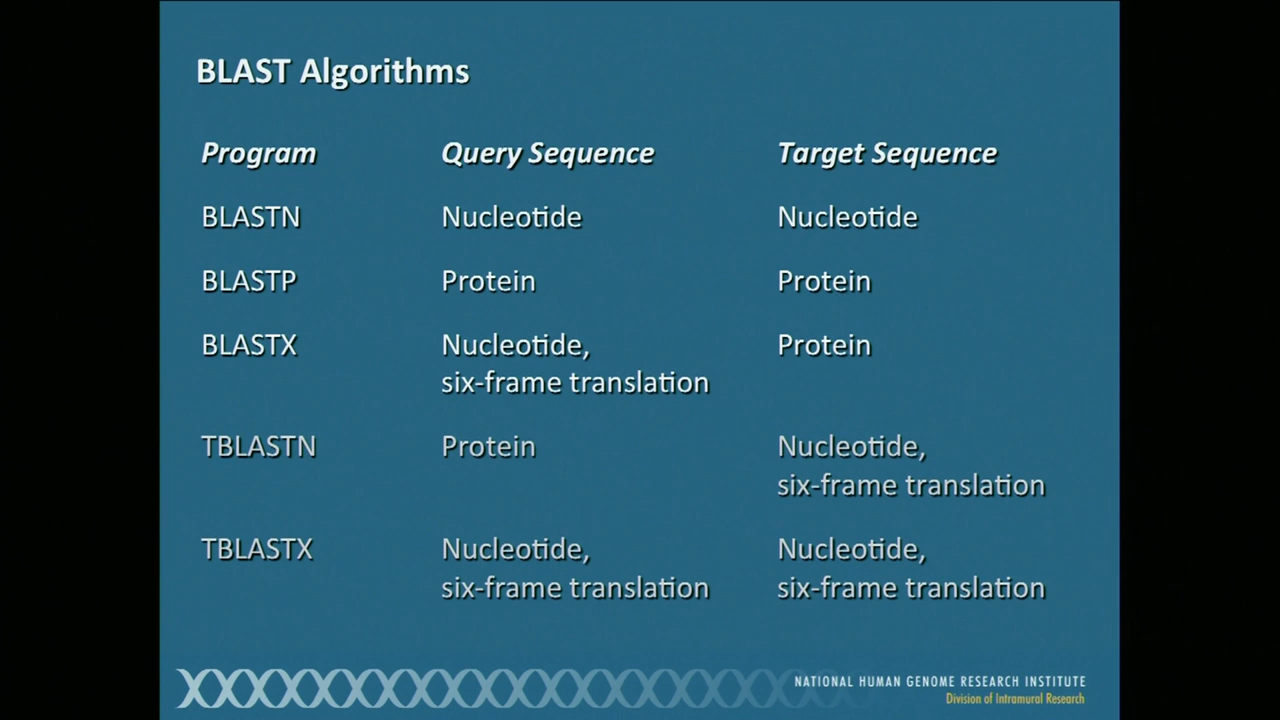 BLAST Algorithms
Program Query Sequence Target Sequence
BLASTN Nucleotide Nucleotide
BLASTP Protein Protein
BLASTX Nucleotide, Protein
six-frame translation
TBLASTN Protein Nucleotide,
six-frame translation
TBLASTX Nucleotide, Nucleotide,
six-frame translation six-frame translation
NATIONAL HUMAN GENOME RESEARCH INSTITUTE
Division of Intramural Research